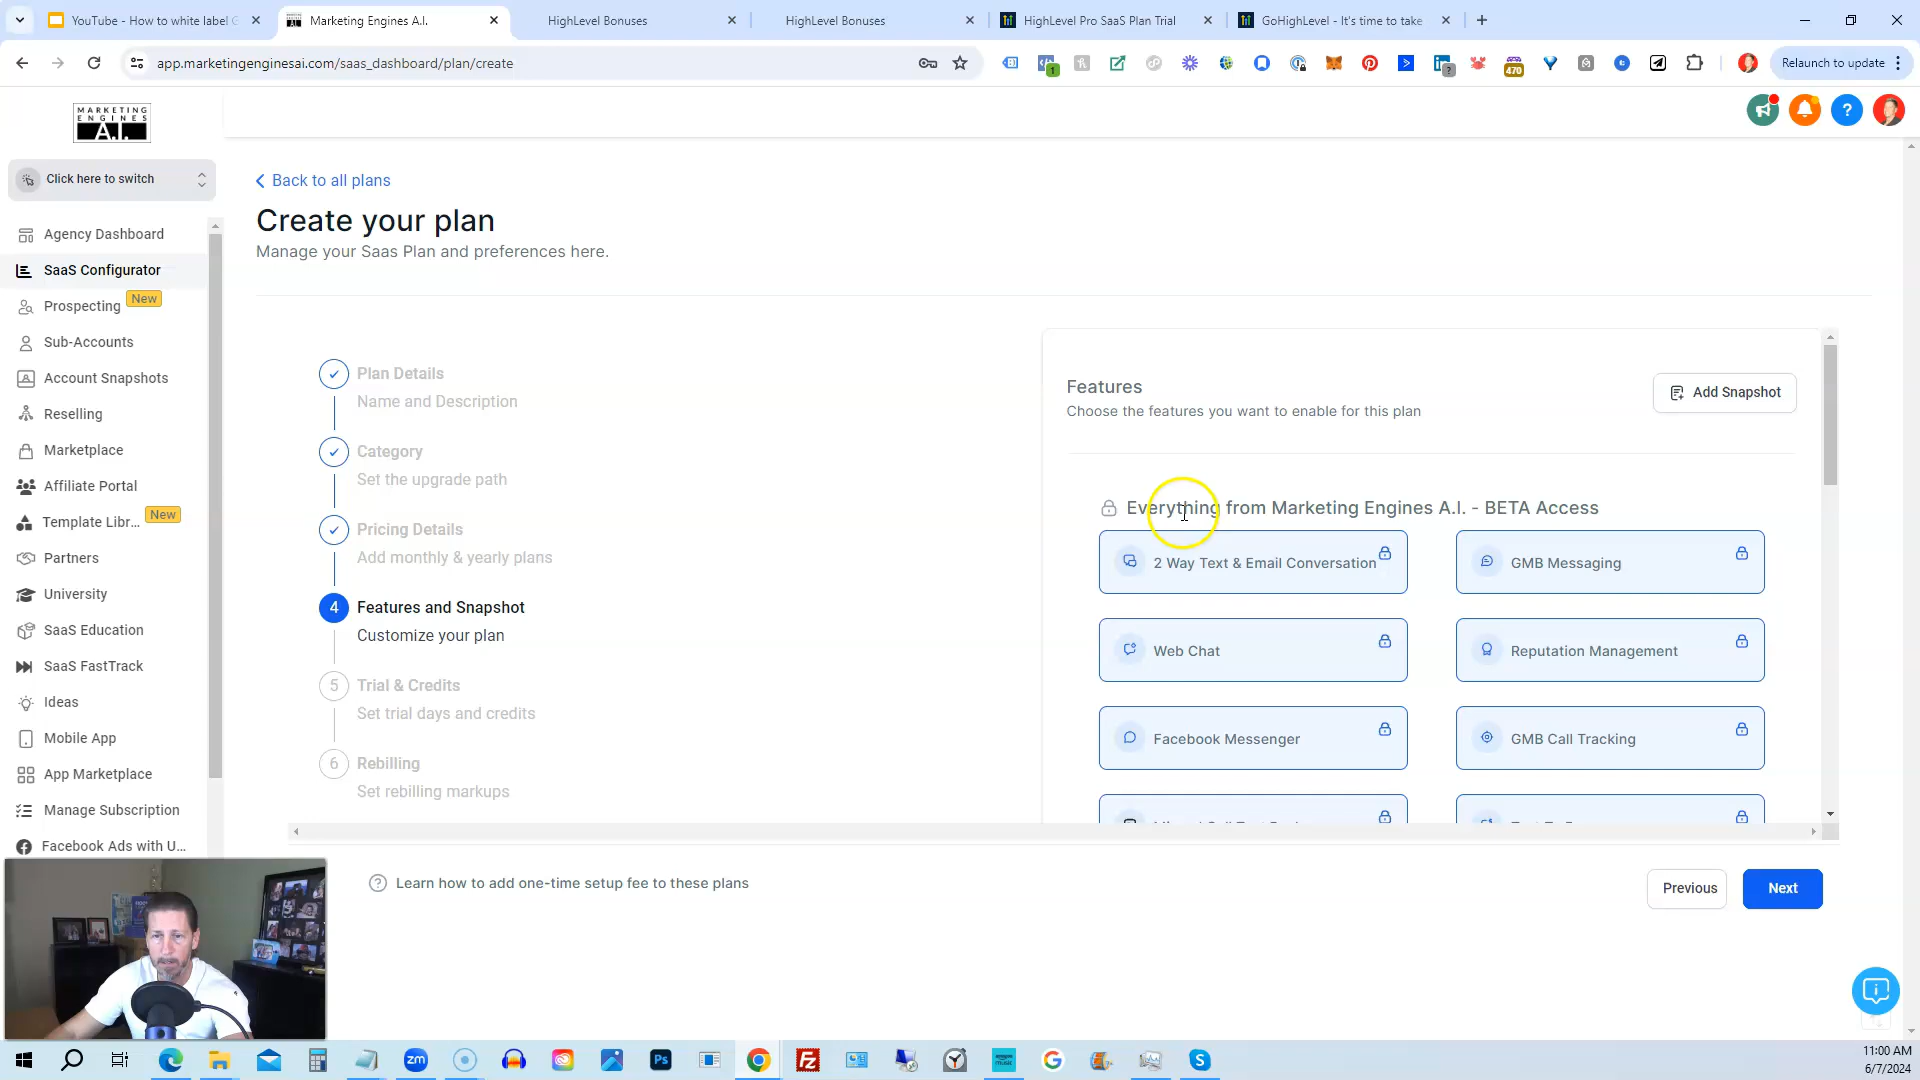 YouTube - How to white label G
Marketing Engines A.I.
HighLevel Bonuses
HighLevel Bonuses
HighLevel Pro SaaS Plan Trial
GoHighLevel - It's time to take
app.marketingenginesai.com/saas_dashboard/plan/create
1
?
470
Relaunch to update
MARKETING
ENGINES
A.I.
?
Click here to switch
Agency Dashboard
SaaS Configurator
Prospecting New
Sub-Accounts
Account Snapshots
Reselling
Marketplace
Affiliate Portal
Template Libr... New
Partners
University
SaaS Education
SaaS FastTrack
Ideas
Mobile App
App Marketplace
Manage Subscription
Facebook Ads with U...
Back to all plans
Create your plan
Manage your Saas Plan and preferences here.
Plan Details
Name and Description
Category
Set the upgrade path
Pricing Details
Add monthly & yearly plans
4 Features and Snapshot
Customize your plan
5 Trial & Credits
Set trial days and credits
6 Rebilling
Set rebilling markups
Features
Choose the features you want to enable for this plan
Add Snapshot
Everything from Marketing Engines A.I. - BETA Access
2 Way Text & Email Conversation
GMB Messaging
Web Chat
Reputation Management
Facebook Messenger
GMB Call Tracking
? Learn how to add one-time setup fee to these plans
Previous
Next
zm
Ps
Fz
amazon music
G
S
11:00 AM
6/7/2024